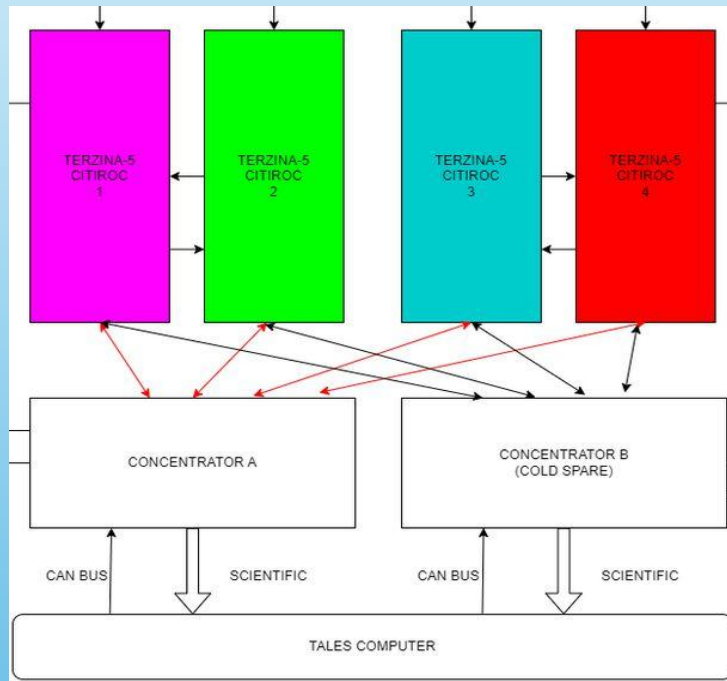 TERZINA-5
CITIROC
1
TERZINA-5
CITIROC
2
TERZINA-5
CITIROC
3
TERZINA-5
CITIROC
4
CONCENTRATOR A
CONCENTRATOR B
(COLD SPARE)
CAN BUS
SCIENTIFIC
CAN BUS
SCIENTIFIC
TALES COMPUTER